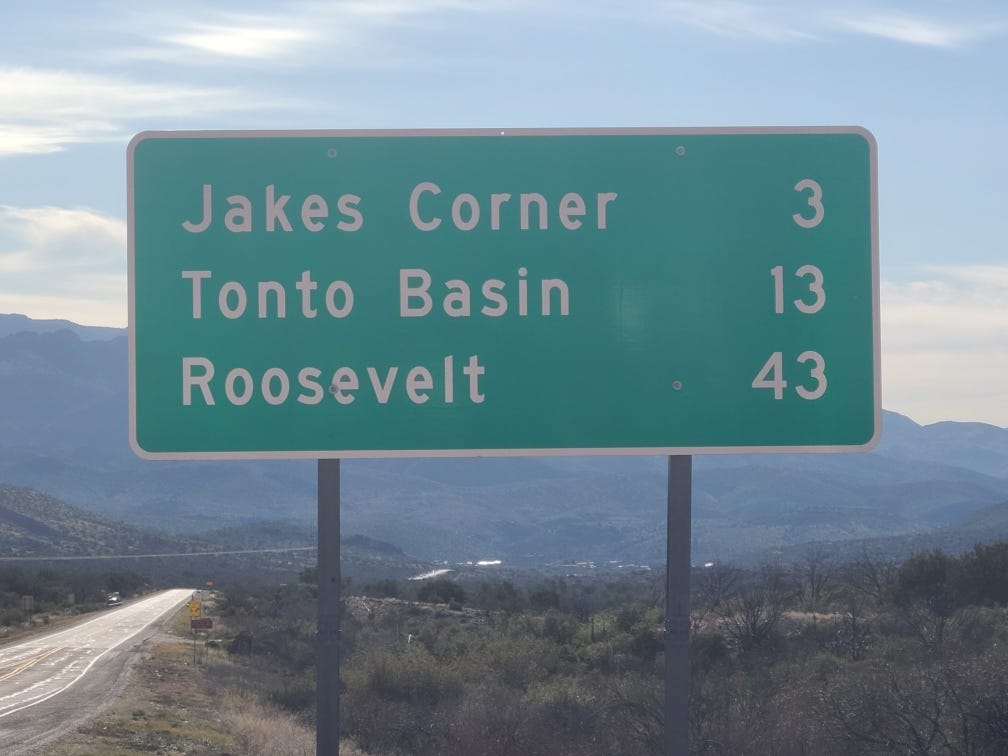 Jakes Corner 3
Tonto Basin 13
Roosevelt 43